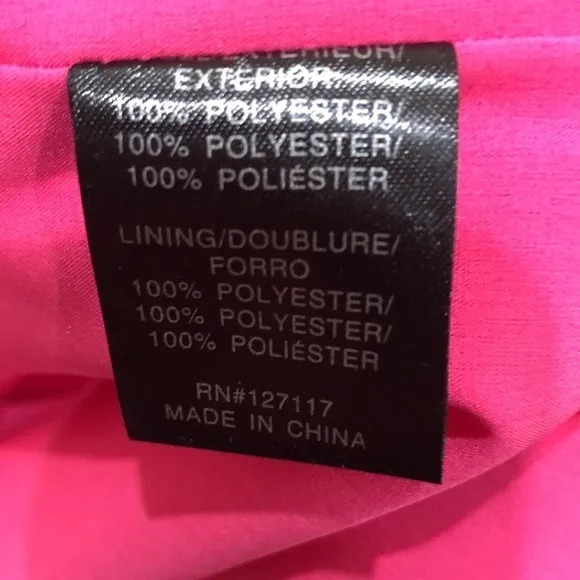 EXTÉRIEUR/
EXTERIOR
100% POLYESTER/
100% POLYESTER/
100% POLIÉSTER
LINING/DOUBLURE/
FORRO
100% POLYESTER/
100% POLYESTER/
100% POLIÉSTER
RN#127117
MADE IN CHINA